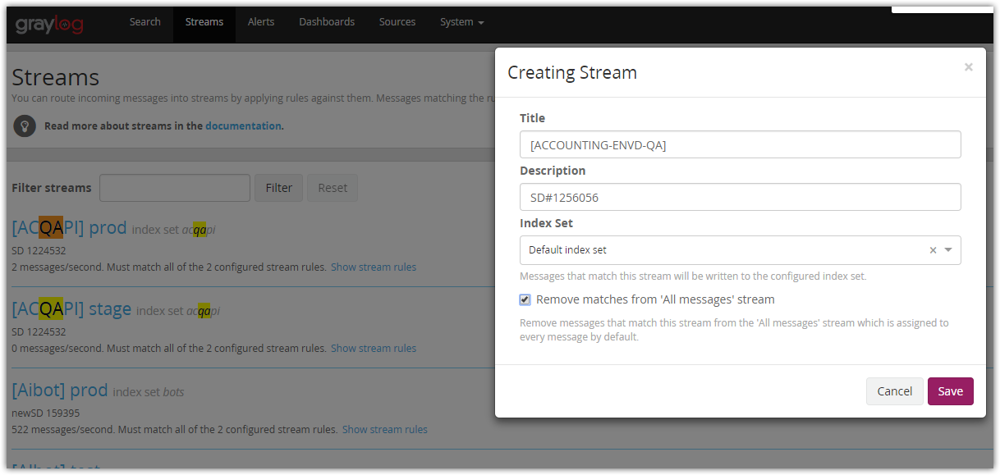 graylog Search Streams Alerts Dashboards Sources System
Streams
You can route incoming messages into streams by applying rules against them. Messages matching the ru
Read more about streams in the documentation.
Filter streams Filter Reset
[ACQAPI] prod index set acqapi
SD 1224532
2 messages/second. Must match all of the 2 configured stream rules. Show stream rules
[ACQAPI] stage index set acqapi
SD 1224532
0 messages/second. Must match all of the 2 configured stream rules. Show stream rules
[Aibot] prod index set bots
newSD 159395
522 messages/second. Must match all of the 2 configured stream rules. Show stream rules
[Aibot] test
Creating Stream ×
Title
[ACCOUNTING-ENVD-QA]
Description
SD#1256056
Index Set
Default index set ×
Messages that match this stream will be written to the configured index set.
Remove matches from 'All messages' stream
Remove messages that match this stream from the 'All messages' stream which is assigned to
every message by default.
Cancel Save